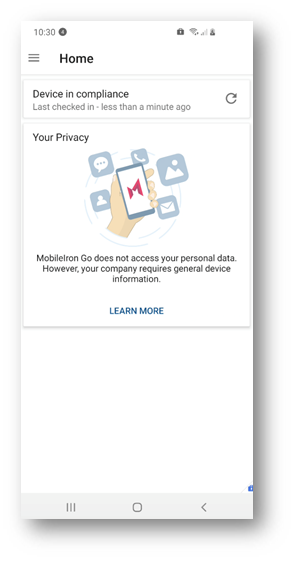 10:30
Home
Device in compliance
Last checked in - less than a minute ago
Your Privacy
MobileIron Go does not access your personal data.
However, your company requires general device
information.
LEARN MORE